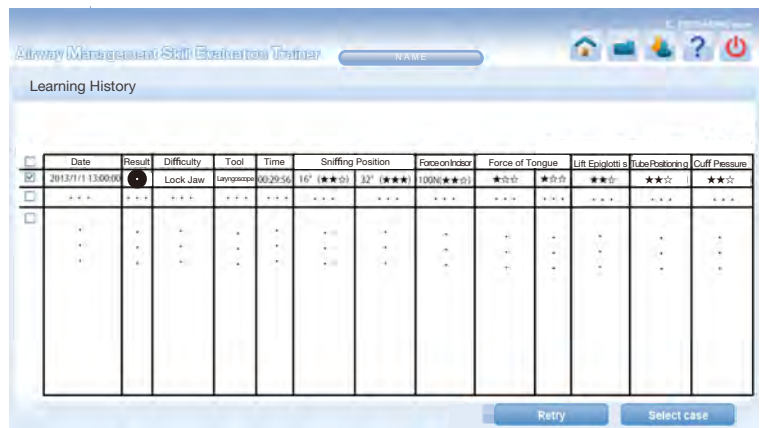 Airway Management Skill Evaluation Trainer NAME
Learning History
Date Result Difficulty Tool Time Sniffing Position Force on Incisor Force of Tongue Lift Epiglottis Tube Positioning Cuff Pressure
2013/1/1 13:00:00 Lock Jaw Laryngoscope 00:29:56 16° (★★☆) 32° (★★★) 100N(★★☆) ★☆☆ ★☆☆ ★★☆ ★★☆ ★★☆
Retry Select case